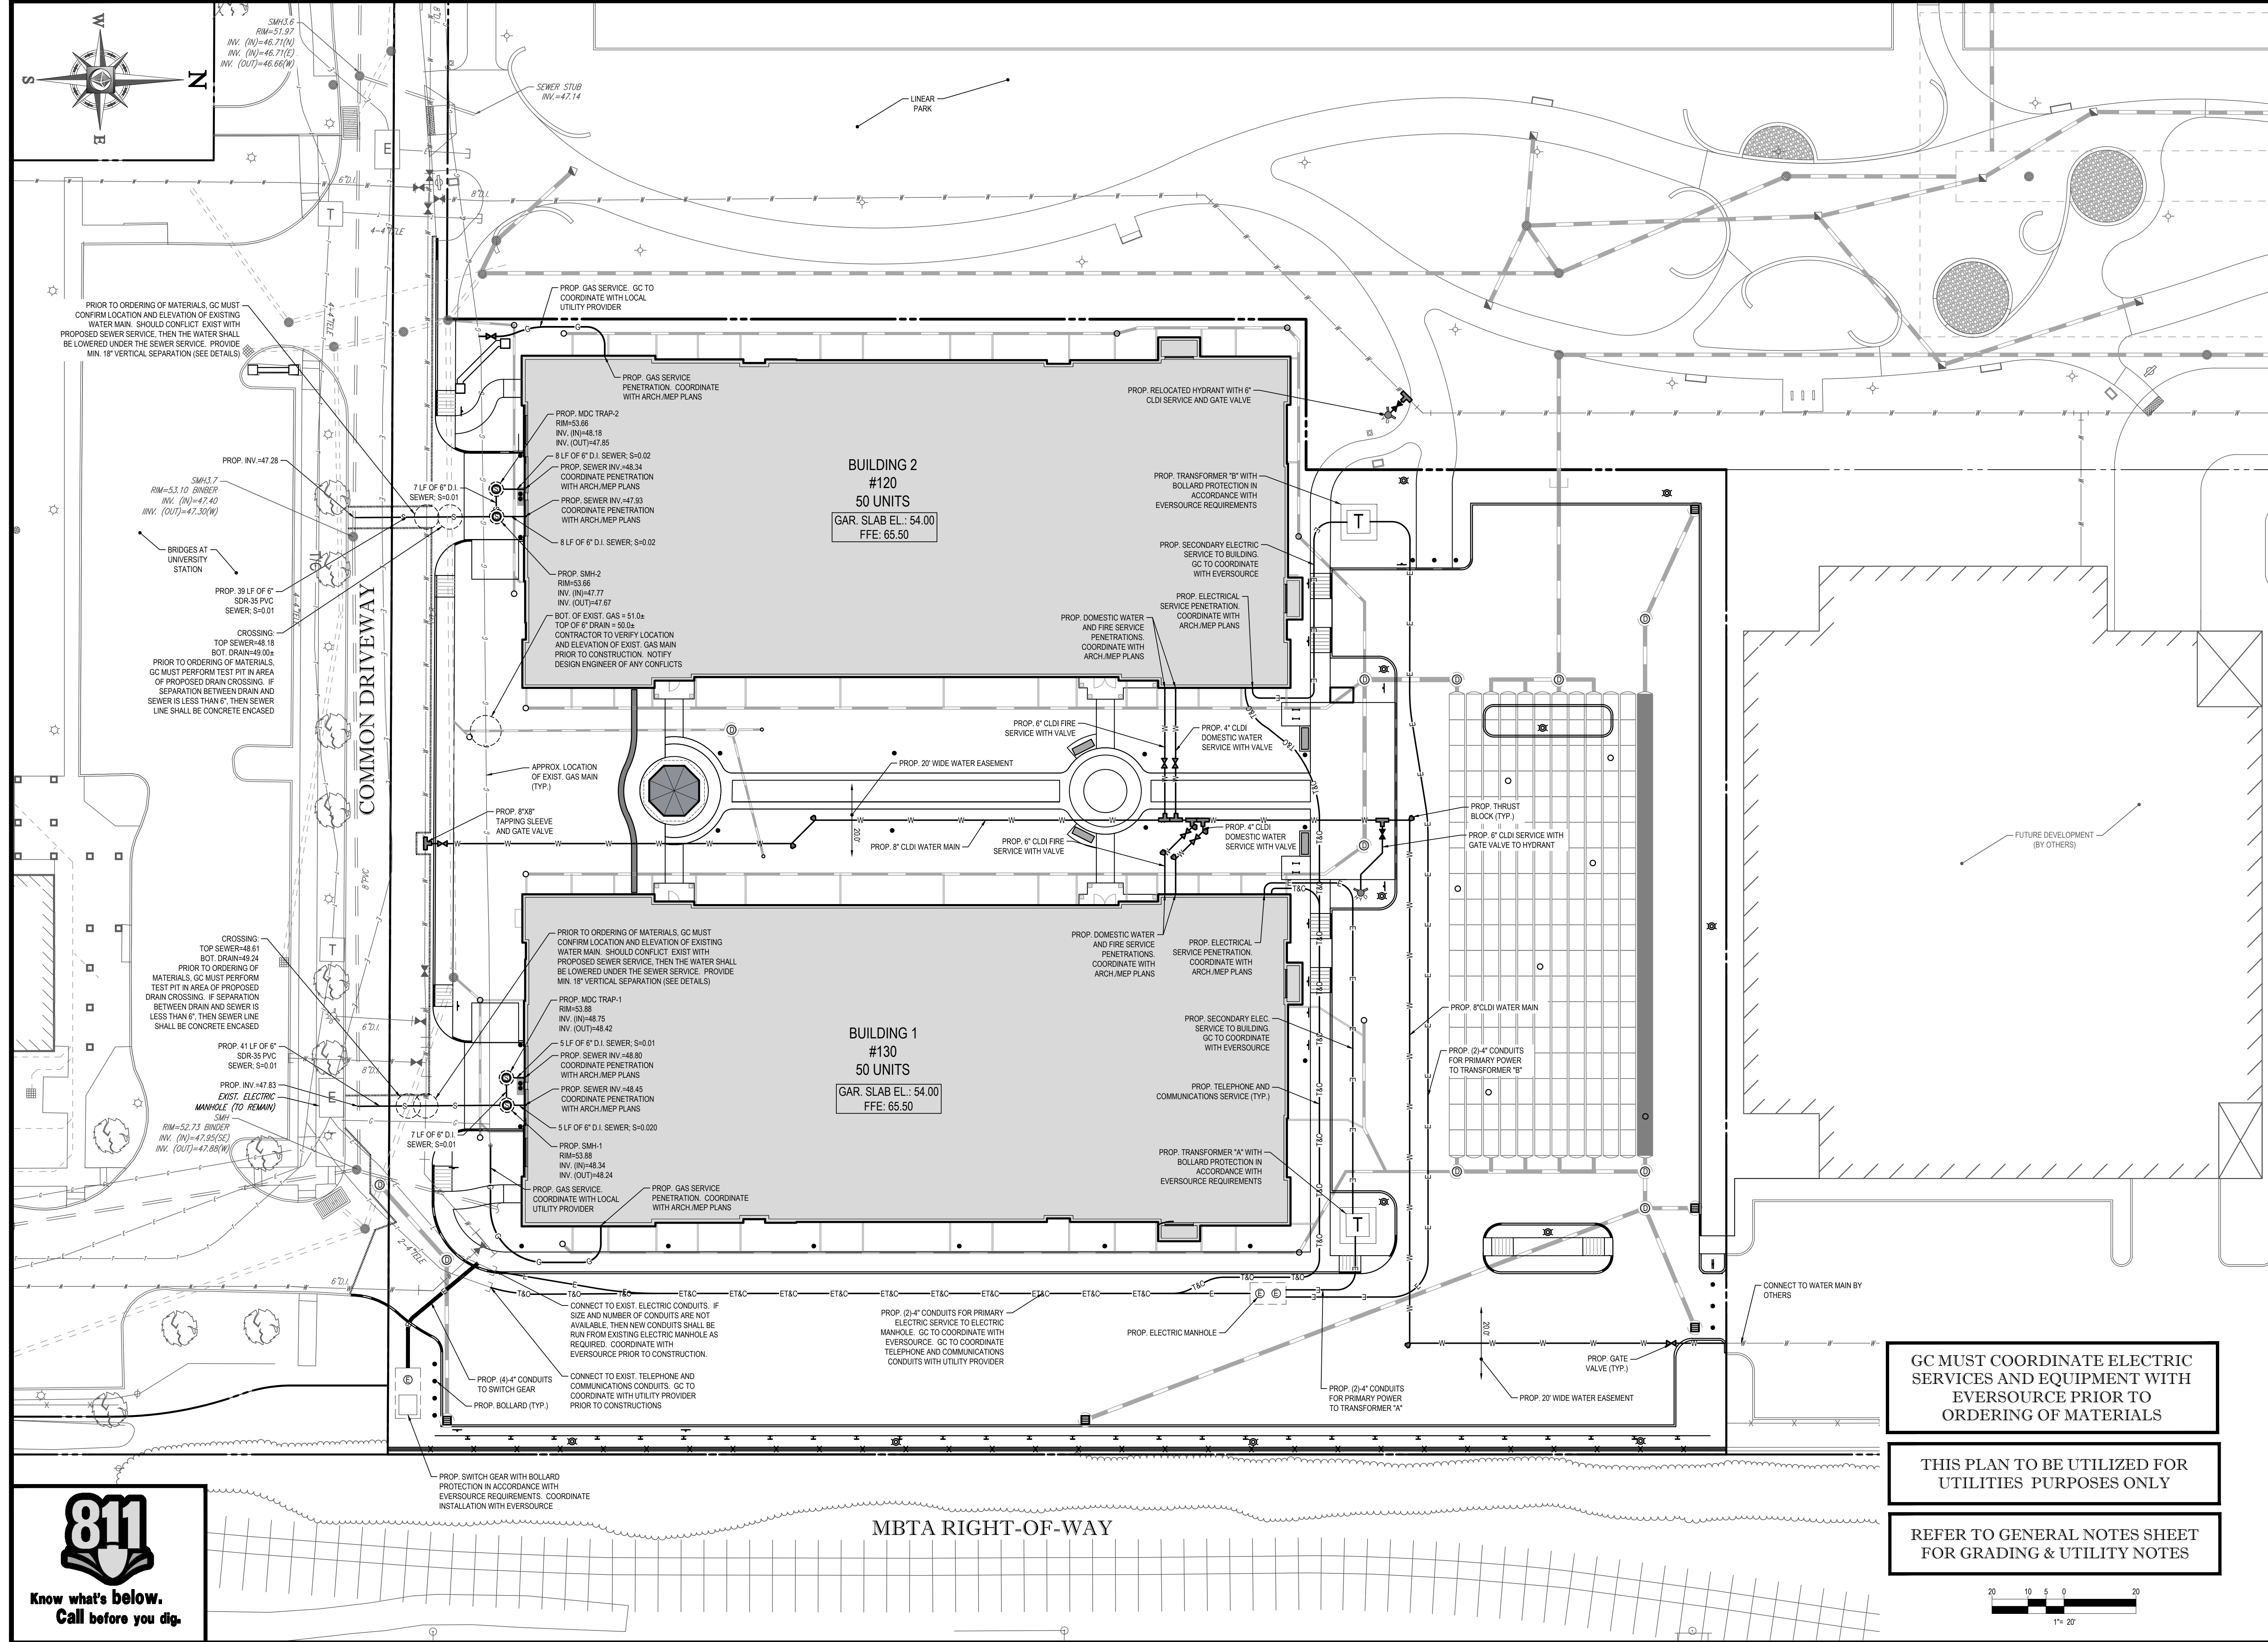 W
S
N
E
SMH3.6
RIM=51.97
INV. (IN)=46.71(N)
INV. (IN)=46.71(E)
INV. (OUT)=46.66(W)
8"D.I.
SEWER STUB
INV.=47.14
LINEAR
PARK
E
6"D.I.
8"D.I.
T
4-4"TELE
4-4"TELE
PRIOR TO ORDERING OF MATERIALS, GC MUST
CONFIRM LOCATION AND ELEVATION OF EXISTING
WATER MAIN. SHOULD CONFLICT EXIST WITH
PROPOSED SEWER SERVICE, THEN THE WATER SHALL
BE LOWERED UNDER THE SEWER SERVICE. PROVIDE
MIN. 18" VERTICAL SEPARATION (SEE DETAILS)
PROP. GAS SERVICE. GC TO
COORDINATE WITH LOCAL
UTILITY PROVIDER
PROP. GAS SERVICE
PENETRATION. COORDINATE
WITH ARCH./MEP PLANS
PROP. MDC TRAP-2
RIM=53.66
INV. (IN)=48.18
INV. (OUT)=47.85
8 LF OF 6" D.I. SEWER; S=0.02
PROP. SEWER INV.=48.34
COORDINATE PENETRATION
WITH ARCH./MEP PLANS
PROP. SEWER INV.=47.93
COORDINATE PENETRATION
WITH ARCH./MEP PLANS
8 LF OF 6" D.I. SEWER; S=0.02
PROP. SMH-2
RIM=53.66
INV. (IN)=47.77
INV. (OUT)=47.67
BOT. OF EXIST. GAS = 51.0±
TOP OF 6" DRAIN = 50.0±
CONTRACTOR TO VERIFY LOCATION
AND ELEVATION OF EXIST. GAS MAIN
PRIOR TO CONSTRUCTION. NOTIFY
DESIGN ENGINEER OF ANY CONFLICTS
PROP. INV.=47.28
SMH3.7
RIM=53.10 BINBER
INV. (IN)=47.40
IINV. (OUT)=47.30(W)
7 LF OF 6" D.I.
SEWER; S=0.01
BRIDGES AT
UNIVERSITY
STATION
T/C
4-4"TELE
PROP. 39 LF OF 6"
SDR-35 PVC
SEWER; S=0.01
CROSSING:
TOP SEWER=48.18
BOT. DRAIN=49.00±
PRIOR TO ORDERING OF MATERIALS,
GC MUST PERFORM TEST PIT IN AREA
OF PROPOSED DRAIN CROSSING. IF
SEPARATION BETWEEN DRAIN AND
SEWER IS LESS THAN 6", THEN SEWER
LINE SHALL BE CONCRETE ENCASED
COMMON DRIVEWAY
BUILDING 2
#120
50 UNITS
GAR. SLAB EL.: 54.00
FFE: 65.50
PROP. RELOCATED HYDRANT WITH 6"
CLDI SERVICE AND GATE VALVE
PROP. TRANSFORMER "B" WITH
BOLLARD PROTECTION IN
ACCORDANCE WITH
EVERSOURCE REQUIREMENTS
T
PROP. SECONDARY ELECTRIC
SERVICE TO BUILDING.
GC TO COORDINATE
WITH EVERSOURCE
PROP. ELECTRICAL
SERVICE PENETRATION.
COORDINATE WITH
ARCH./MEP PLANS
PROP. DOMESTIC WATER
AND FIRE SERVICE
PENETRATIONS.
COORDINATE WITH
ARCH./MEP PLANS
PROP. 6" CLDI FIRE
SERVICE WITH VALVE
PROP. 4" CLDI
DOMESTIC WATER
SERVICE WITH VALVE
PROP. 20' WIDE WATER EASEMENT
APPROX. LOCATION
OF EXIST. GAS MAIN
(TYP.)
PROP. 8"X8"
TAPPING SLEEVE
AND GATE VALVE
20.0'
PROP. 8" CLDI WATER MAIN
PROP. 6" CLDI FIRE
SERVICE WITH VALVE
PROP. 4" CLDI
DOMESTIC WATER
SERVICE WITH VALVE
PROP. THRUST
BLOCK (TYP.)
PROP. 6" CLDI SERVICE WITH
GATE VALVE TO HYDRANT
FUTURE DEVELOPMENT
(BY OTHERS)
8"PVC
T
CROSSING:
TOP SEWER=48.61
BOT. DRAIN=49.24
PRIOR TO ORDERING OF
MATERIALS, GC MUST PERFORM
TEST PIT IN AREA OF PROPOSED
DRAIN CROSSING. IF SEPARATION
BETWEEN DRAIN AND SEWER IS
LESS THAN 6", THEN SEWER LINE
SHALL BE CONCRETE ENCASED
6"D.I.
8"D.I.
PROP. 41 LF OF 6"
SDR-35 PVC
SEWER; S=0.01
PROP. INV.=47.83
EXIST. ELECTRIC
MANHOLE (TO REMAIN)
E
SMH
RIM=52.73 BINDER
INV. (IN)=47.95(SE)
INV. (OUT)=47.88(W)
7 LF OF 6" D.I.
SEWER; S=0.01
PRIOR TO ORDERING OF MATERIALS, GC MUST
CONFIRM LOCATION AND ELEVATION OF EXISTING
WATER MAIN. SHOULD CONFLICT EXIST WITH
PROPOSED SEWER SERVICE, THEN THE WATER SHALL
BE LOWERED UNDER THE SEWER SERVICE. PROVIDE
MIN. 18" VERTICAL SEPARATION (SEE DETAILS)
PROP. MDC TRAP-1
RIM=53.88
INV. (IN)=48.75
INV. (OUT)=48.42
5 LF OF 6" D.I. SEWER; S=0.01
PROP. SEWER INV.=48.80
COORDINATE PENETRATION
WITH ARCH./MEP PLANS
PROP. SEWER INV.=48.45
COORDINATE PENETRATION
WITH ARCH./MEP PLANS
5 LF OF 6" D.I. SEWER; S=0.020
PROP. SMH-1
RIM=53.88
INV. (IN)=48.34
INV. (OUT)=48.24
PROP. GAS SERVICE.
COORDINATE WITH LOCAL
UTILITY PROVIDER
PROP. GAS SERVICE
PENETRATION. COORDINATE
WITH ARCH./MEP PLANS
BUILDING 1
#130
50 UNITS
GAR. SLAB EL.: 54.00
FFE: 65.50
PROP. DOMESTIC WATER
AND FIRE SERVICE
PENETRATIONS.
COORDINATE WITH
ARCH./MEP PLANS
PROP. ELECTRICAL
SERVICE PENETRATION.
COORDINATE WITH
ARCH./MEP PLANS
PROP. SECONDARY ELEC.
SERVICE TO BUILDING.
GC TO COORDINATE
WITH EVERSOURCE
PROP. TELEPHONE AND
COMMUNICATIONS SERVICE (TYP.)
PROP. TRANSFORMER "A" WITH
BOLLARD PROTECTION IN
ACCORDANCE WITH
EVERSOURCE REQUIREMENTS
T
PROP. 8"CLDI WATER MAIN
PROP. (2)-4" CONDUITS
FOR PRIMARY POWER
TO TRANSFORMER "B"
2-4"TELE
6"D.I.
CONNECT TO EXIST. ELECTRIC CONDUITS. IF
SIZE AND NUMBER OF CONDUITS ARE NOT
AVAILABLE, THEN NEW CONDUITS SHALL BE
RUN FROM EXISTING ELECTRIC MANHOLE AS
REQUIRED. COORDINATE WITH
EVERSOURCE PRIOR TO CONSTRUCTION.
PROP. (2)-4" CONDUITS FOR PRIMARY
ELECTRIC SERVICE TO ELECTRIC
MANHOLE. GC TO COORDINATE WITH
EVERSOURCE. GC TO COORDINATE
TELEPHONE AND COMMUNICATIONS
CONDUITS WITH UTILITY PROVIDER
PROP. ELECTRIC MANHOLE
CONNECT TO WATER MAIN BY
OTHERS
20.0'
PROP. GATE
VALVE (TYP.)
PROP. (4)-4" CONDUITS
TO SWITCH GEAR
PROP. BOLLARD (TYP.)
CONNECT TO EXIST. TELEPHONE AND
COMMUNICATIONS CONDUITS. GC TO
COORDINATE WITH UTILITY PROVIDER
PRIOR TO CONSTRUCTIONS
PROP. (2)-4" CONDUITS
FOR PRIMARY POWER
TO TRANSFORMER "A"
PROP. 20' WIDE WATER EASEMENT
GC MUST COORDINATE ELECTRIC
SERVICES AND EQUIPMENT WITH
EVERSOURCE PRIOR TO
ORDERING OF MATERIALS
THIS PLAN TO BE UTILIZED FOR
UTILITIES PURPOSES ONLY
REFER TO GENERAL NOTES SHEET
FOR GRADING & UTILITY NOTES
PROP. SWITCH GEAR WITH BOLLARD
PROTECTION IN ACCORDANCE WITH
EVERSOURCE REQUIREMENTS. COORDINATE
INSTALLATION WITH EVERSOURCE
MBTA RIGHT-OF-WAY
811
Know what's below.
Call before you dig.
20 10 5 0 20
1"= 20'